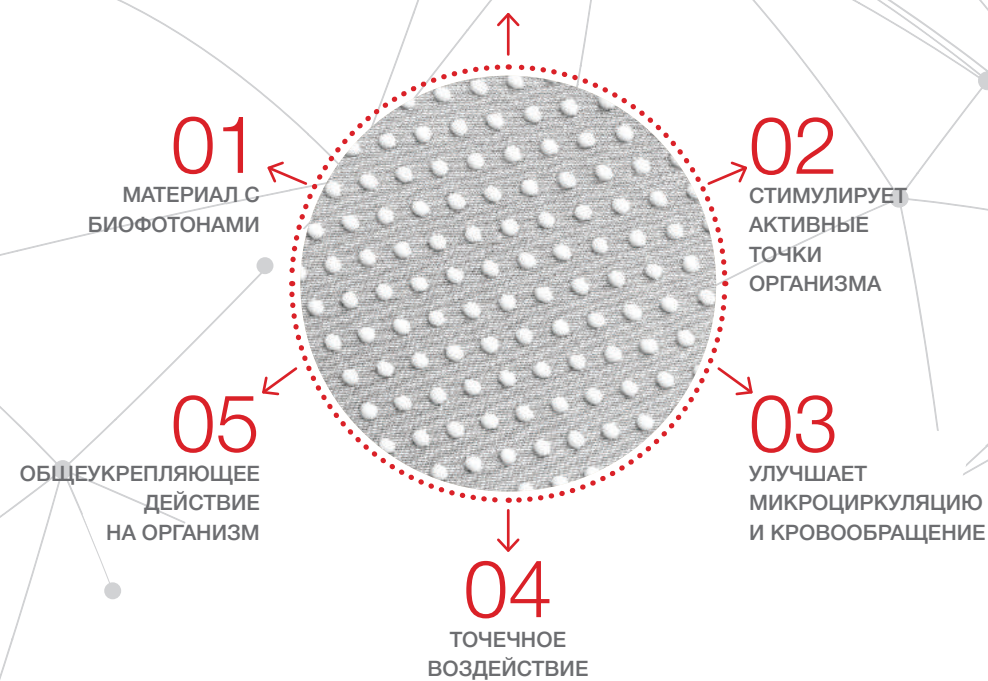 01
МАТЕРИАЛ С
БИОФОТОНАМИ
02
СТИМУЛИРУЕТ
АКТИВНЫЕ
ТОЧКИ
ОРГАНИЗМА
03
УЛУЧШАЕТ
МИКРОЦИРКУЛЯЦИЮ
И КРОВООБРАЩЕНИЕ
04
ТОЧЕЧНОЕ
ВОЗДЕЙСТВИЕ
05
ОБЩЕУКРЕПЛЯЮЩЕЕ
ДЕЙСТВИЕ
НА ОРГАНИЗМ